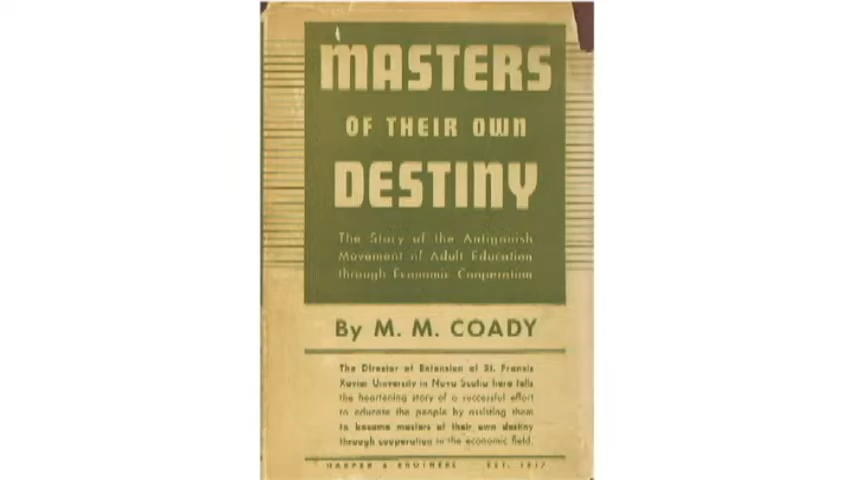 MASTERS
OF THEIR OWN
DESTINY
The Story of the Antigonish
Movement of Adult Education
through Economic Cooperation
By M. M. COADY
The Director of Extension of St. Francis
Xavier University in Nova Scotia here tells
the heartening story of a successful effort
to educate the people by assisting them
to become masters of their own destiny
through cooperation in the economic field.
HARPER & BROTHERS EST. 1817